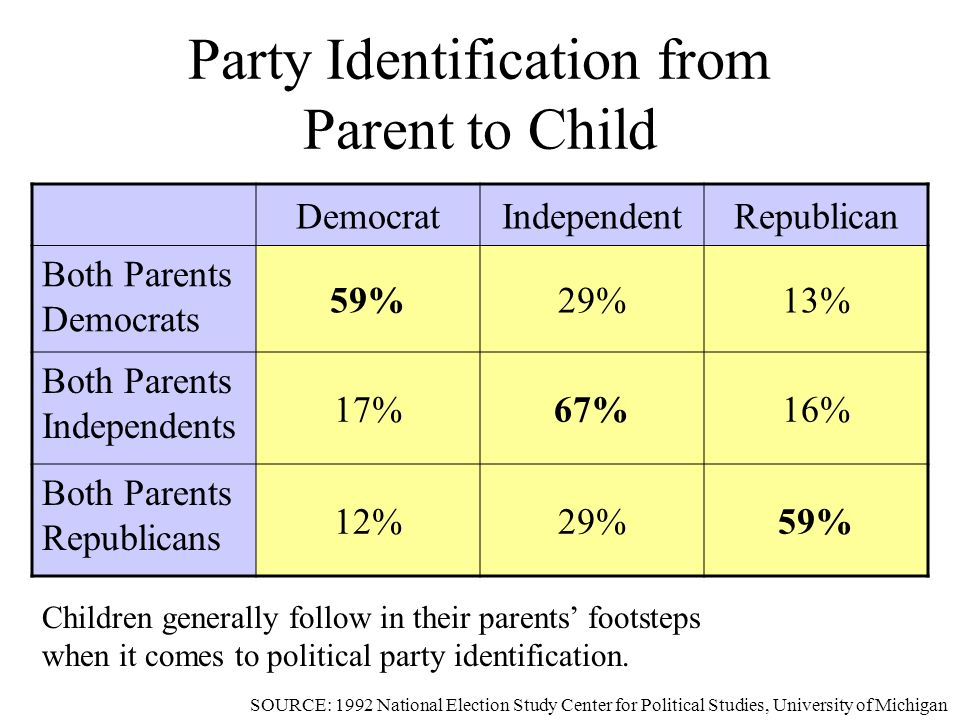 Party Identification from
Parent to Child
Democrat Independent Republican
Both Parents
Democrats
59% 29% 13%
Both Parents
Independents
17% 67% 16%
Both Parents
Republicans
12% 29% 59%
Children generally follow in their parents’ footsteps
when it comes to political party identification.
SOURCE: 1992 National Election Study Center for Political Studies, University of Michigan